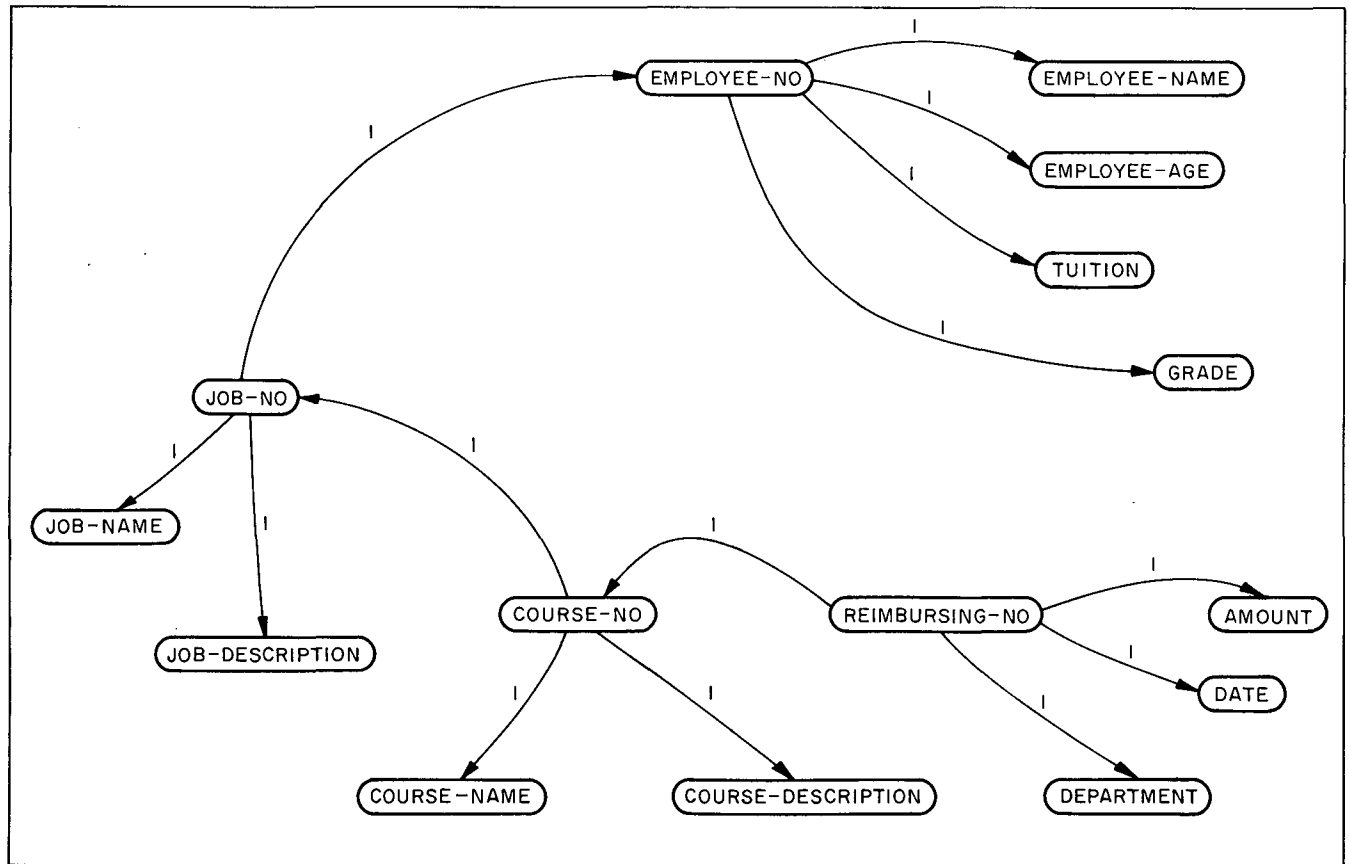 1
EMPLOYEE-NO
EMPLOYEE-NAME
1
1
EMPLOYEE-AGE
1
TUITION
1
GRADE
JOB-NO
1
1
JOB-NAME
1
1
COURSE-NO
REIMBURSING-NO
1
AMOUNT
JOB-DESCRIPTION
1
DATE
1
1
1
COURSE-NAME
COURSE-DESCRIPTION
DEPARTMENT